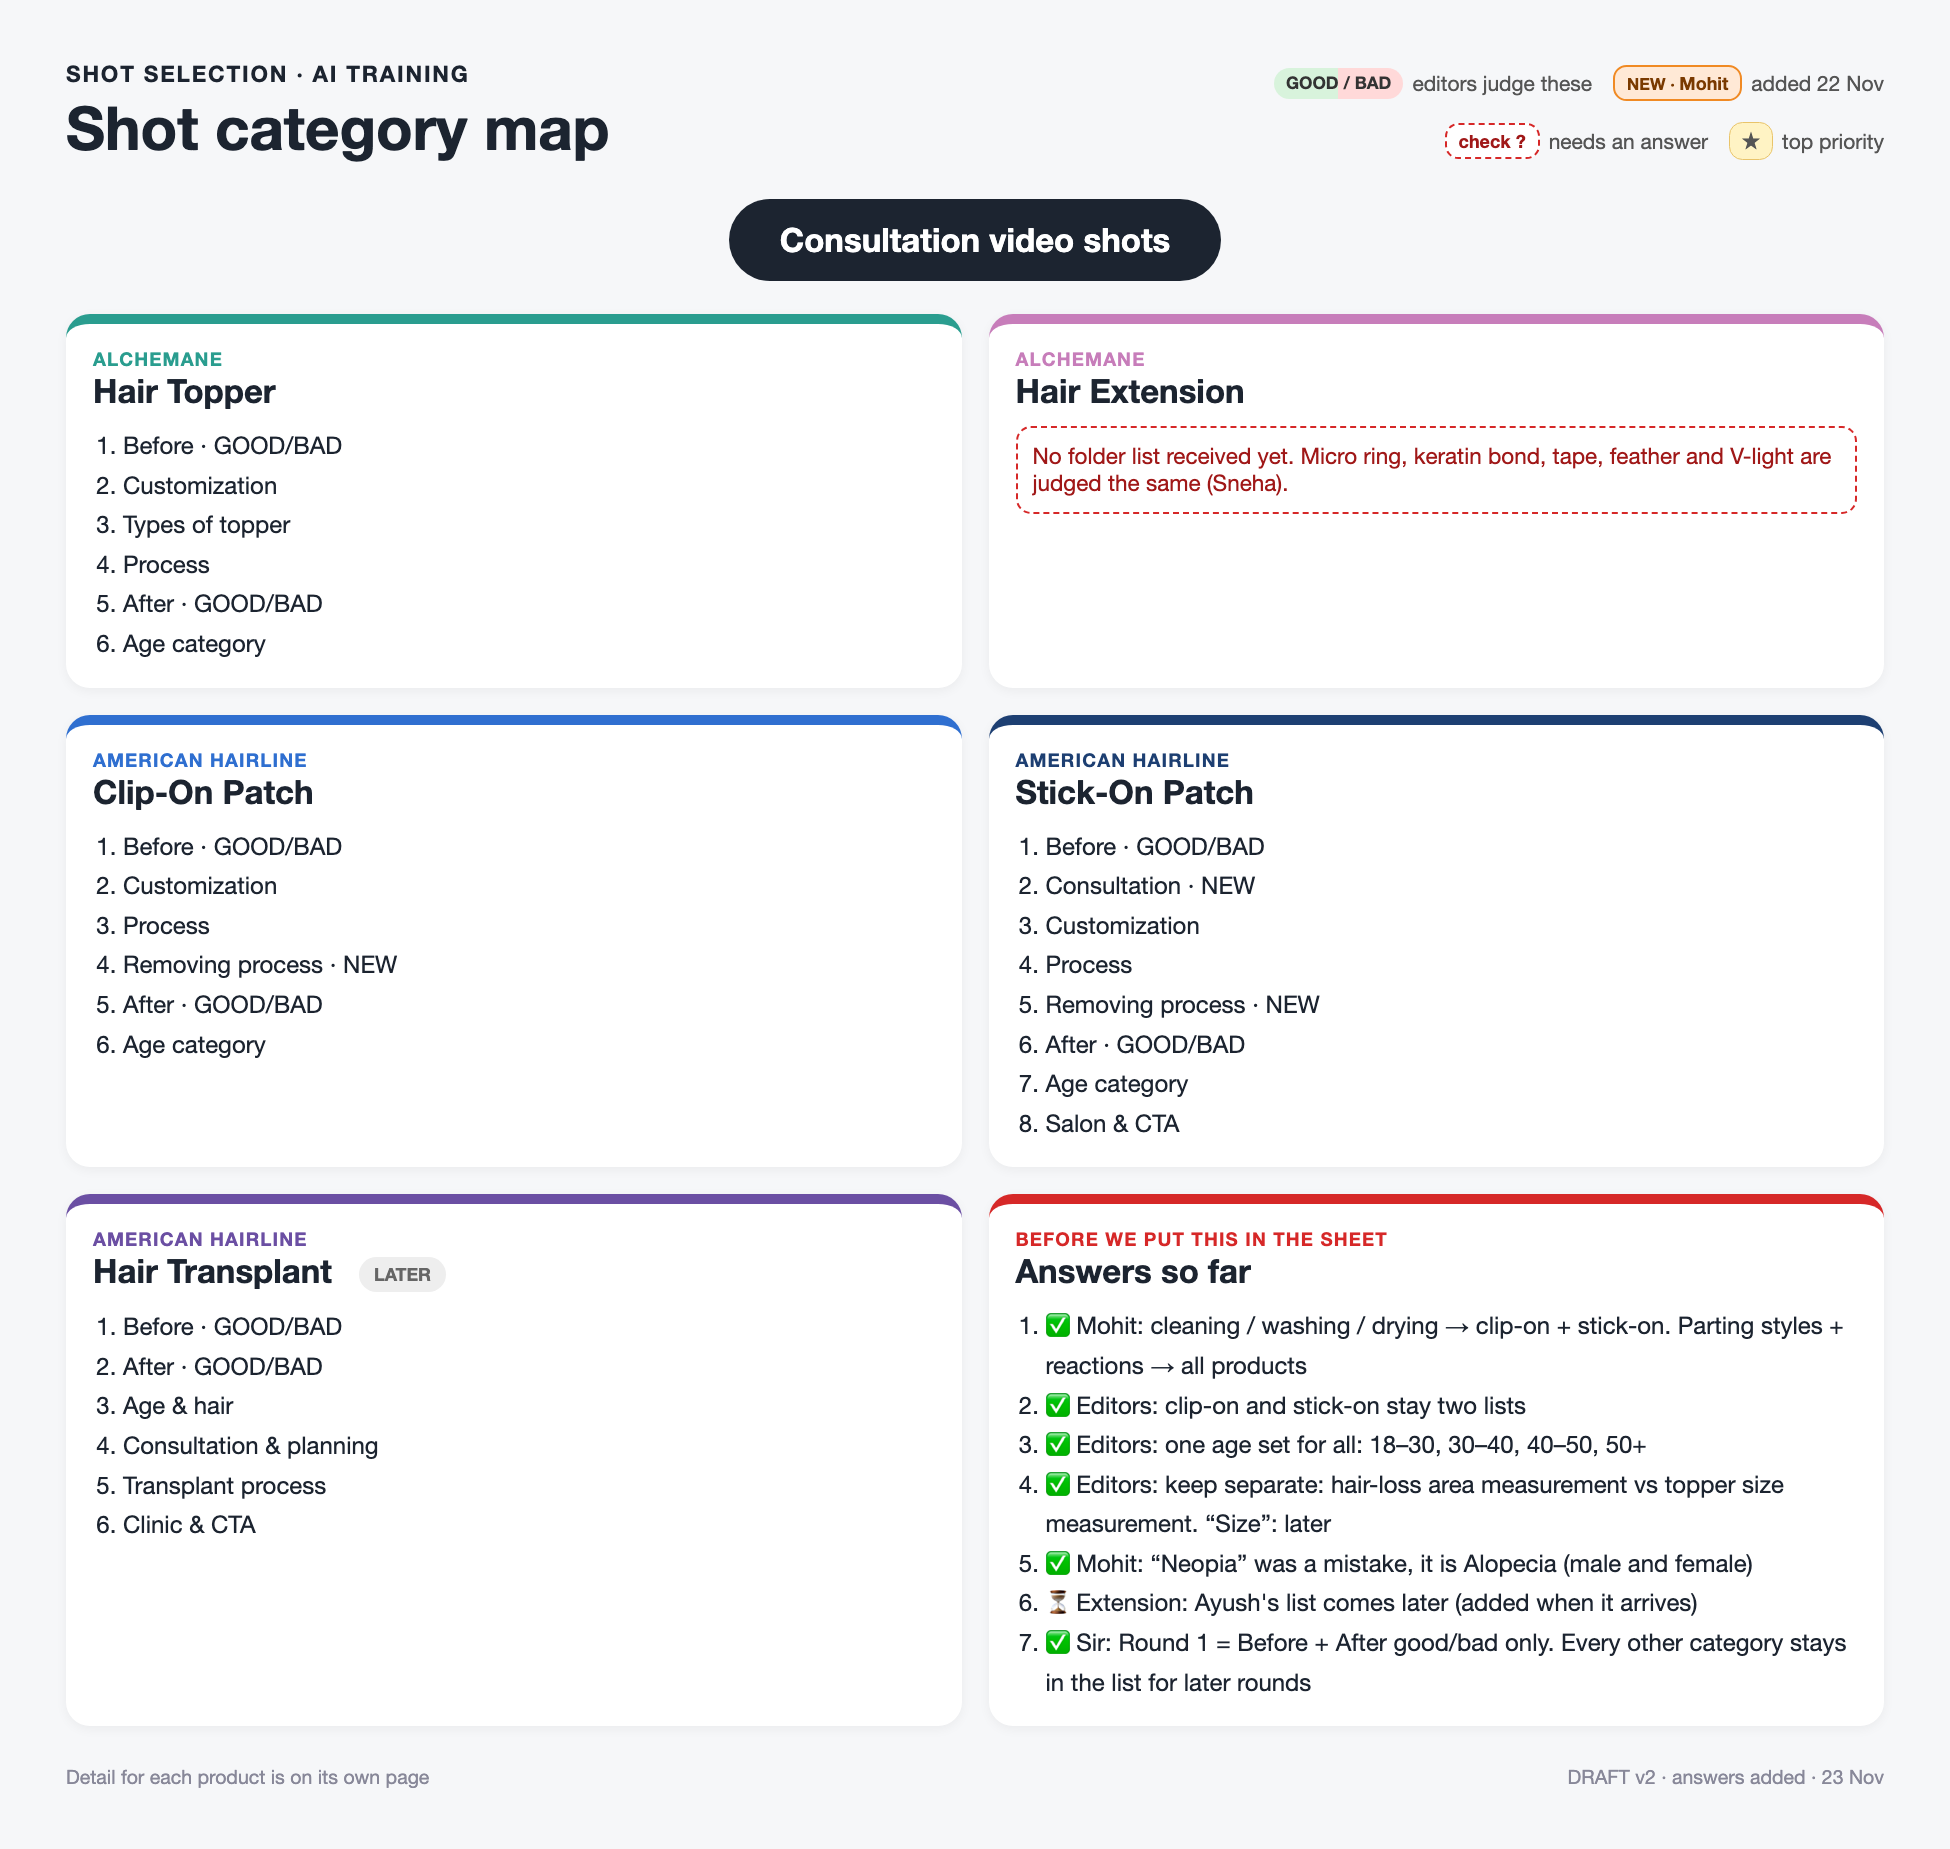 SHOT SELECTION · AI TRAINING
Shot category map
GOOD / BAD editors judge these NEW · Mohit added 22 Nov
check ? needs an answer ★ top priority
Consultation video shots
ALCHEMANE
Hair Topper
1. Before · GOOD/BAD
2. Customization
3. Types of topper
4. Process
5. After · GOOD/BAD
6. Age category
ALCHEMANE
Hair Extension
No folder list received yet. Micro ring, keratin bond, tape, feather and V-light are
judged the same (Sneha).
AMERICAN HAIRLINE
Clip-On Patch
1. Before · GOOD/BAD
2. Customization
3. Process
4. Removing process · NEW
5. After · GOOD/BAD
6. Age category
AMERICAN HAIRLINE
Stick-On Patch
1. Before · GOOD/BAD
2. Consultation · NEW
3. Customization
4. Process
5. Removing process · NEW
6. After · GOOD/BAD
7. Age category
8. Salon & CTA
AMERICAN HAIRLINE
Hair Transplant LATER
1. Before · GOOD/BAD
2. After · GOOD/BAD
3. Age & hair
4. Consultation & planning
5. Transplant process
6. Clinic & CTA
BEFORE WE PUT THIS IN THE SHEET
Answers so far
1. ✅ Mohit: cleaning / washing / drying → clip-on + stick-on. Parting styles +
reactions → all products
2. ✅ Editors: clip-on and stick-on stay two lists
3. ✅ Editors: one age set for all: 18–30, 30–40, 40–50, 50+
4. ✅ Editors: keep separate: hair-loss area measurement vs topper size
measurement. “Size”: later
5. ✅ Mohit: “Neopia” was a mistake, it is Alopecia (male and female)
6. ⏳ Extension: Ayush's list comes later (added when it arrives)
7. ✅ Sir: Round 1 = Before + After good/bad only. Every other category stays
in the list for later rounds
Detail for each product is on its own page
DRAFT v2 · answers added · 23 Nov